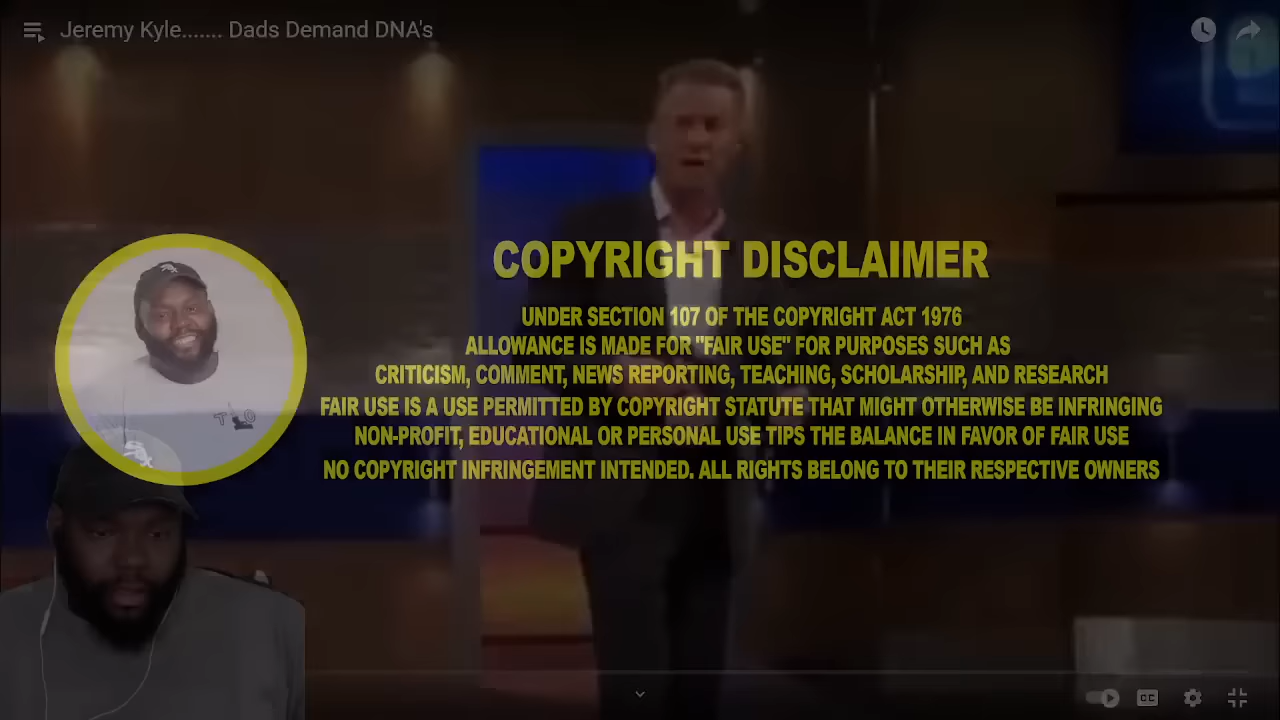 Jeremy Kyle....... Dads Demand DNA's
COPYRIGHT DISCLAIMER
UNDER SECTION 107 OF THE COPYRIGHT ACT 1976
ALLOWANCE IS MADE FOR "FAIR USE" FOR PURPOSES SUCH AS
CRITICISM, COMMENT, NEWS REPORTING, TEACHING, SCHOLARSHIP, AND RESEARCH
FAIR USE IS A USE PERMITTED BY COPYRIGHT STATUTE THAT MIGHT OTHERWISE BE INFRINGING
NON-PROFIT, EDUCATIONAL OR PERSONAL USE TIPS THE BALANCE IN FAVOR OF FAIR USE
NO COPYRIGHT INFRINGEMENT INTENDED. ALL RIGHTS BELONG TO THEIR RESPECTIVE OWNERS
CC